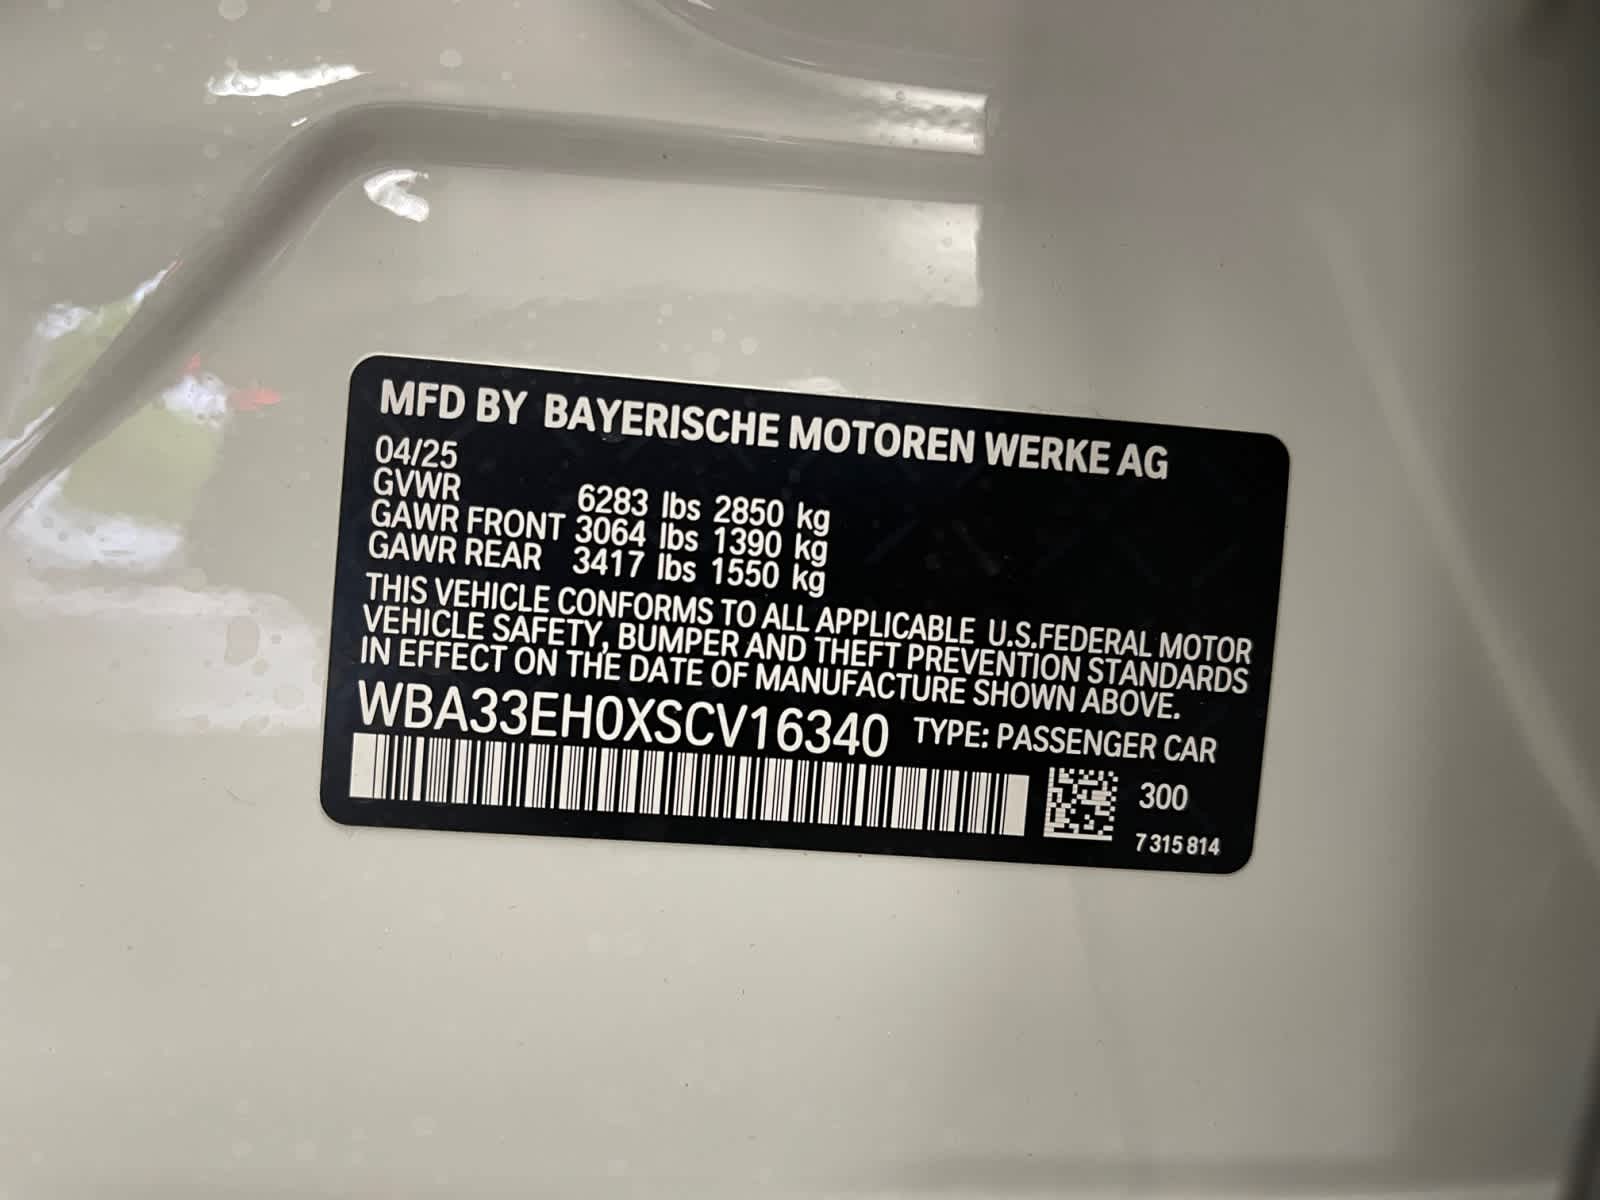 MFD BY BAYERISCHE MOTOREN WERKE AG
04/25
GVWR 6283 lbs 2850 kg
GAWR FRONT 3064 lbs 1390 kg
GAWR REAR 3417 lbs 1550 kg
THIS VEHICLE CONFORMS TO ALL APPLICABLE U.S.FEDERAL MOTOR
VEHICLE SAFETY, BUMPER AND THEFT PREVENTION STANDARDS
IN EFFECT ON THE DATE OF MANUFACTURE SHOWN ABOVE.
WBA33EH0XSCV16340 TYPE: PASSENGER CAR
300
7 315 814